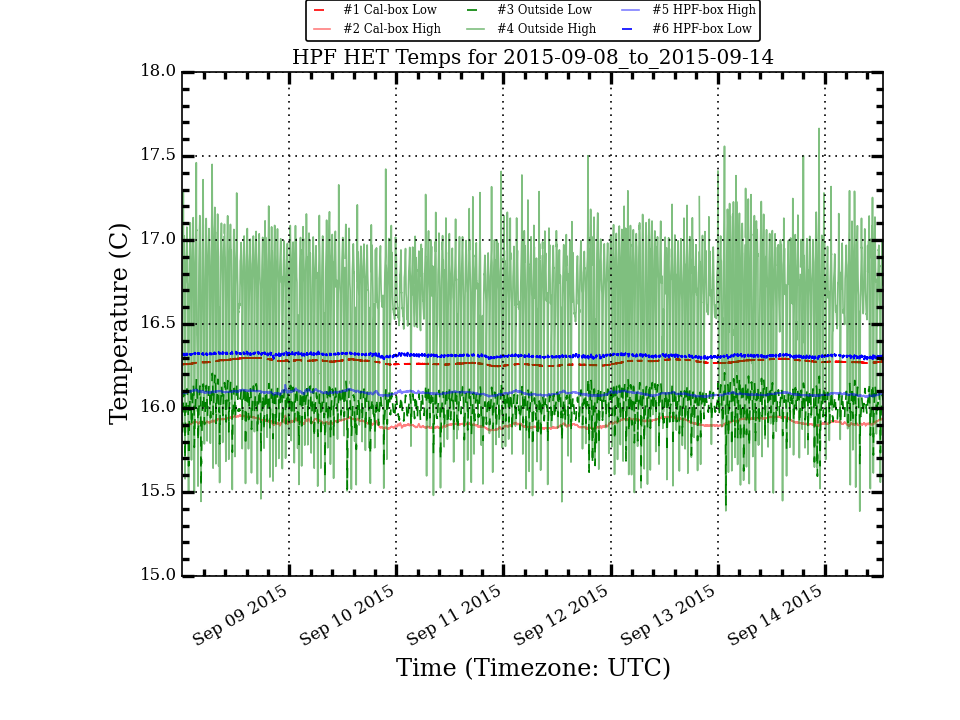 #1 Cal-box Low #3 Outside Low #5 HPF-box High
#2 Cal-box High #4 Outside High #6 HPF-box Low
HPF HET Temps for 2015-09-08_to_2015-09-14
18.0
17.5
17.0
16.5
16.0
15.5
15.0
Temperature (C)
Sep 09 2015 Sep 10 2015 Sep 11 2015 Sep 12 2015 Sep 13 2015 Sep 14 2015
Time (Timezone: UTC)